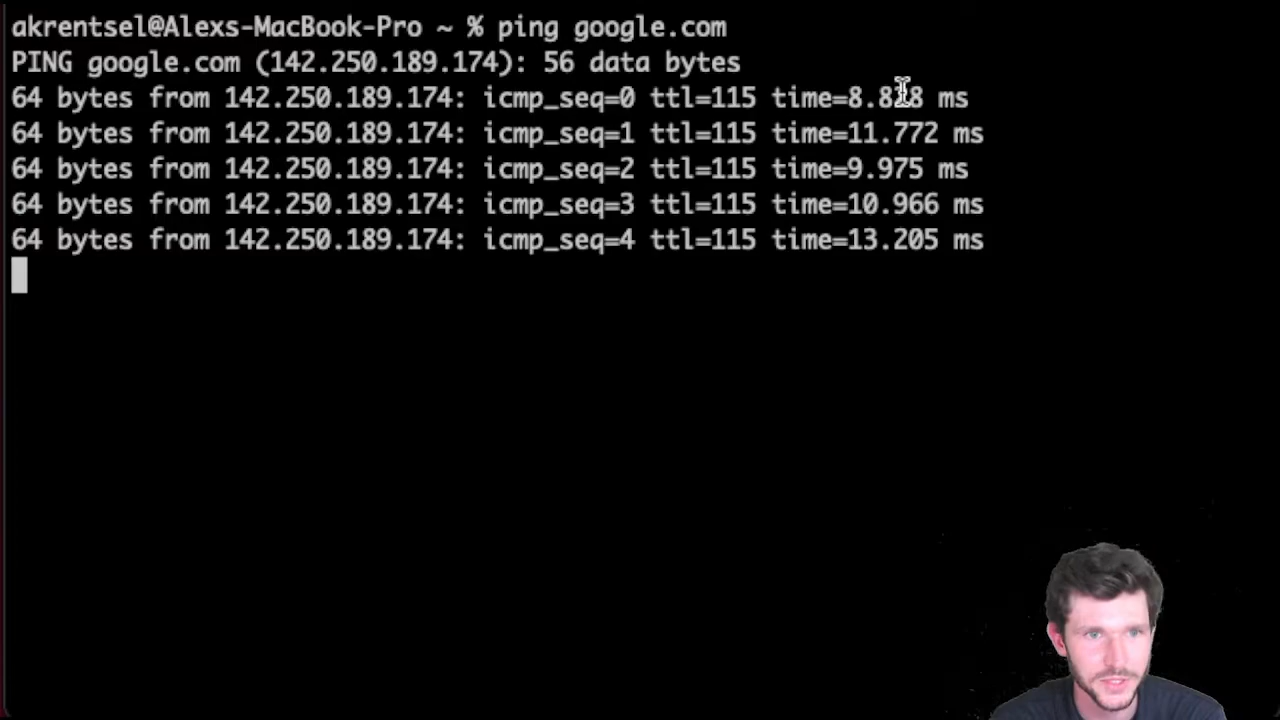 akrentsel@Alexs-MacBook-Pro ~ % ping google.com
PING google.com (142.250.189.174): 56 data bytes
64 bytes from 142.250.189.174: icmp_seq=0 ttl=115 ms
64 bytes from 142.250.189.174: icmp_seq=1 ttl=115 time=11.772 ms
64 bytes from 142.250.189.174: icmp_seq=2 ttl=115 time=9.975 ms
64 bytes from 142.250.189.174: icmp_seq=3 ttl=115 time=10.966 ms
64 bytes from 142.250.189.174: icmp_seq=4 ttl=115 time=13.205 ms